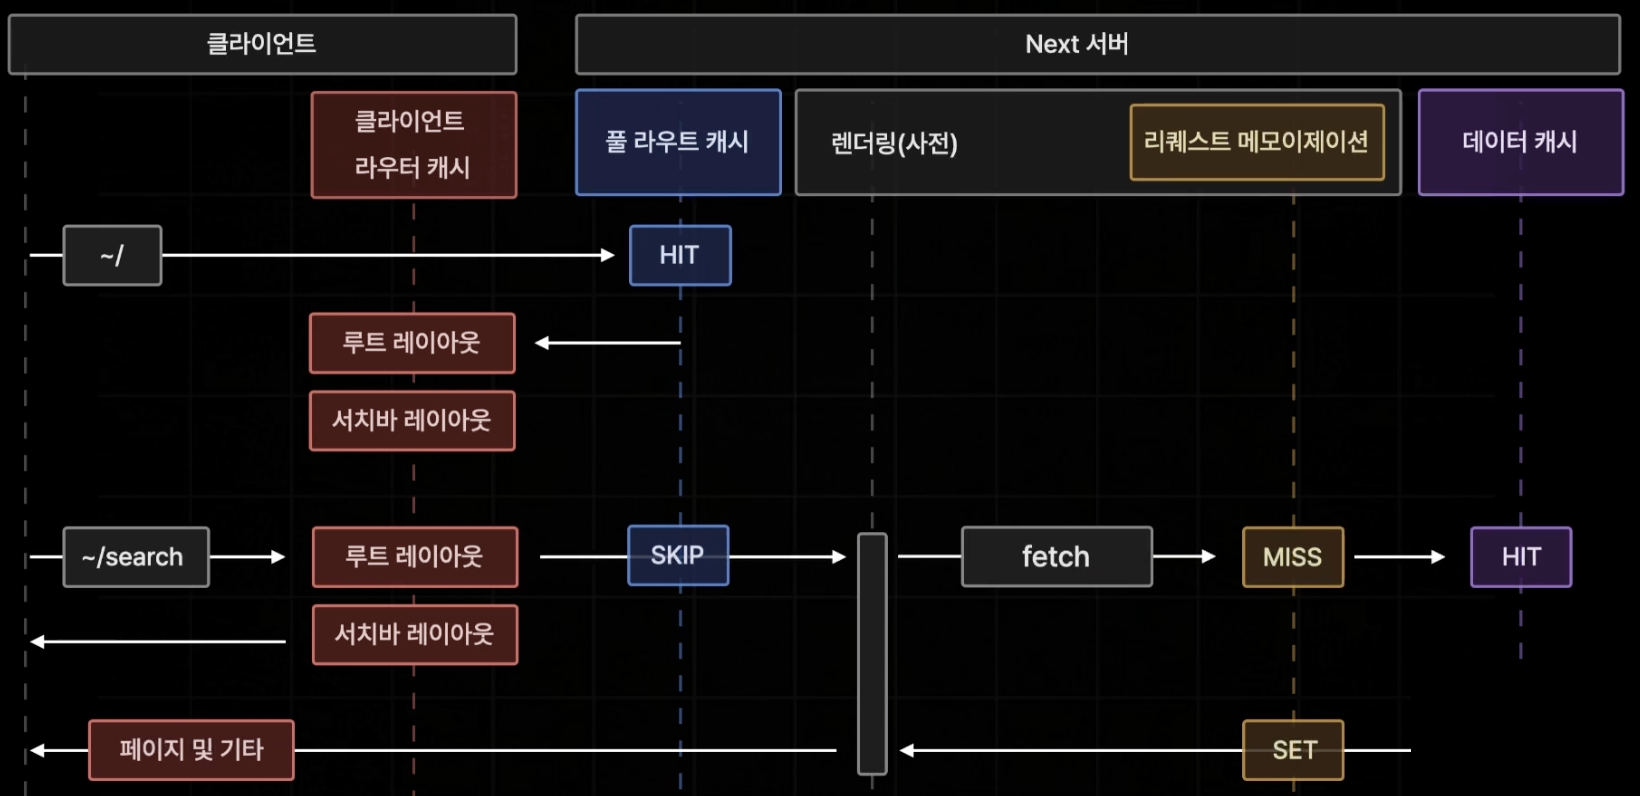 클라이언트
Next 서버
클라이언트
라우터 캐시
풀 라우트 캐시
렌더링(사전)
리퀘스트 메모이제이션
데이터 캐시
~/
HIT
루트 레이아웃
서치바 레이아웃
~/search
루트 레이아웃
SKIP
fetch
MISS
HIT
서치바 레이아웃
페이지 및 기타
SET